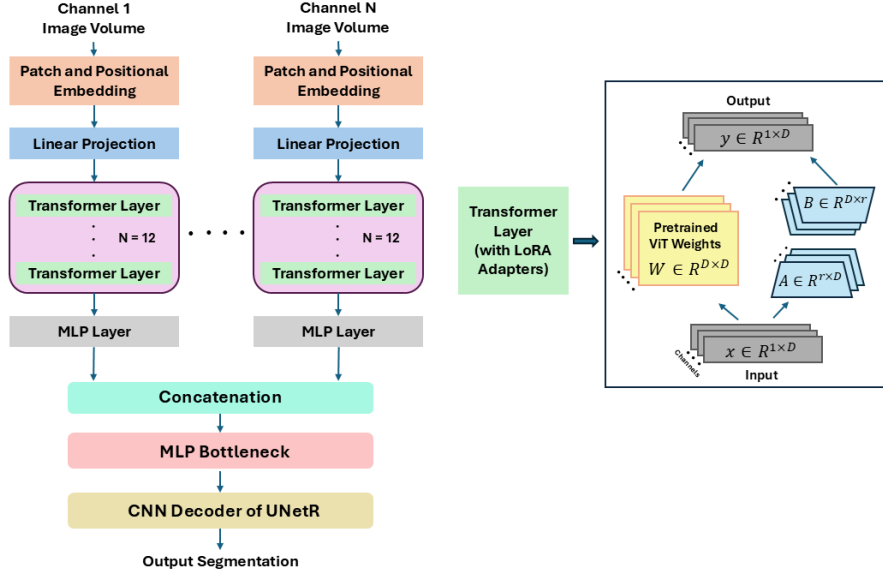 Channel 1
Image Volume
Patch and Positional
Embedding
Linear Projection
Transformer Layer
N = 12
Transformer Layer
MLP Layer
Channel N
Image Volume
Patch and Positional
Embedding
Linear Projection
Transformer Layer
N = 12
Transformer Layer
MLP Layer
Concatenation
MLP Bottleneck
CNN Decoder of UNetR
Output Segmentation
Transformer
Layer
(with LoRA
Adapters)
Output
y ∈ R^{1×D}
Pretrained
ViT Weights
W ∈ R^{D×D}
B ∈ R^{D×r}
A ∈ R^{r×D}
x ∈ R^{1×D}
Channels
Input